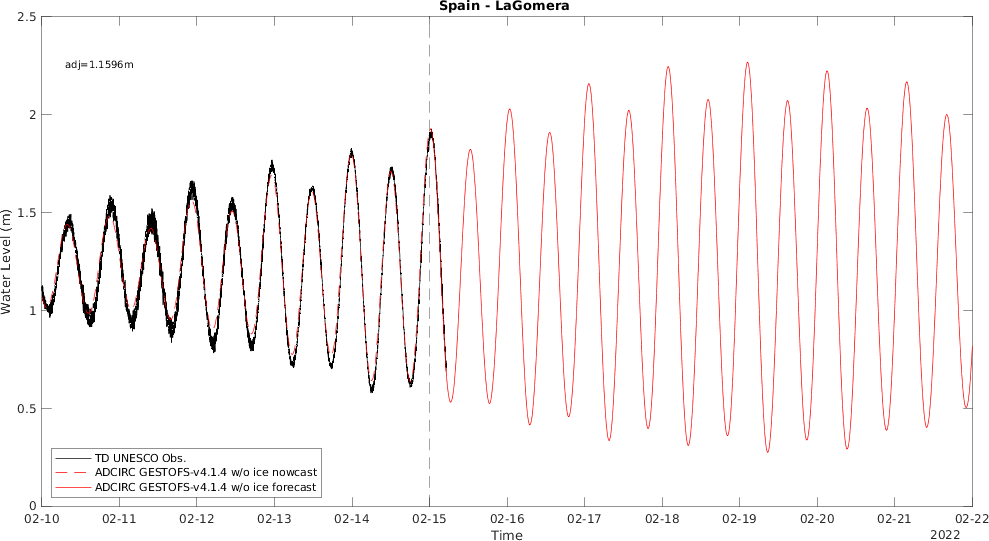 Spain - LaGomera
adj=1.1596m
2.5
2
1.5
1
0.5
0
Water Level (m)
TD UNESCO Obs.
ADCIRC GESTOFS-v4.1.4 w/o ice nowcast
ADCIRC GESTOFS-v4.1.4 w/o ice forecast
02-10 02-11 02-12 02-13 02-14 02-15 02-16 02-17 02-18 02-19 02-20 02-21 02-22
Time
2022